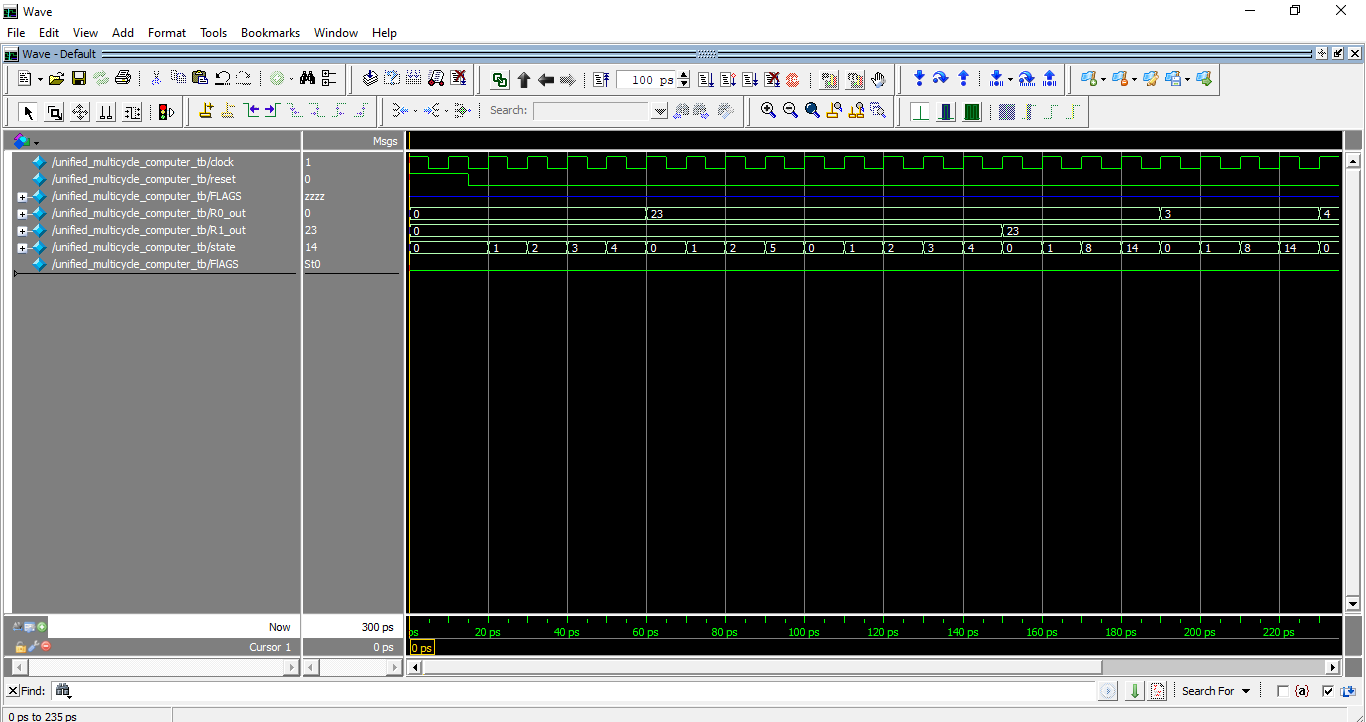 Wave
File Edit View Add Format Tools Bookmarks Window Help
Wave - Default
100 ps
Search:
Msgs
/unified_multicycle_computer_tb/clock 1
/unified_multicycle_computer_tb/reset 0
/unified_multicycle_computer_tb/FLAGS zzzz
/unified_multicycle_computer_tb/R0_out 0 0 23 3 4
/unified_multicycle_computer_tb/R1_out 23 0 23
/unified_multicycle_computer_tb/state 14 0 1 2 3 4 0 1 2 5 0 1 2 3 4 0 1 8 14 0 1 8 14 0
/unified_multicycle_computer_tb/FlAGS St0
Now 300 ps ps 20 ps 40 ps 60 ps 80 ps 100 ps 120 ps 140 ps 160 ps 180 ps 200 ps 220 ps
Cursor 1 0 ps 0 ps
Find: Search For {a}
0 ps to 235 ps